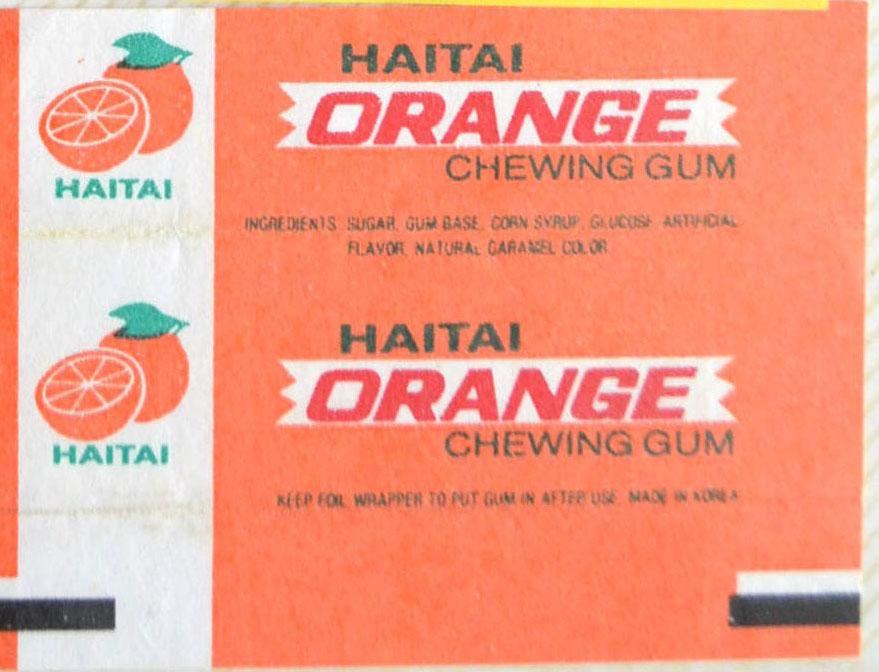 HAITAI
ORANGE
CHEWING GUM
INGREDIENTS: SUGAR, GUM BASE, CORN SYRUP, GLUCOSE ARTIFICIAL
FLAVOR, NATURAL CARAMEL COLOR
HAITAI
HAITAI
ORANGE
CHEWING GUM
KEEP FOIL WRAPPER TO PUT GUM IN AFTER USE. MADE IN KOREA
HAITAI